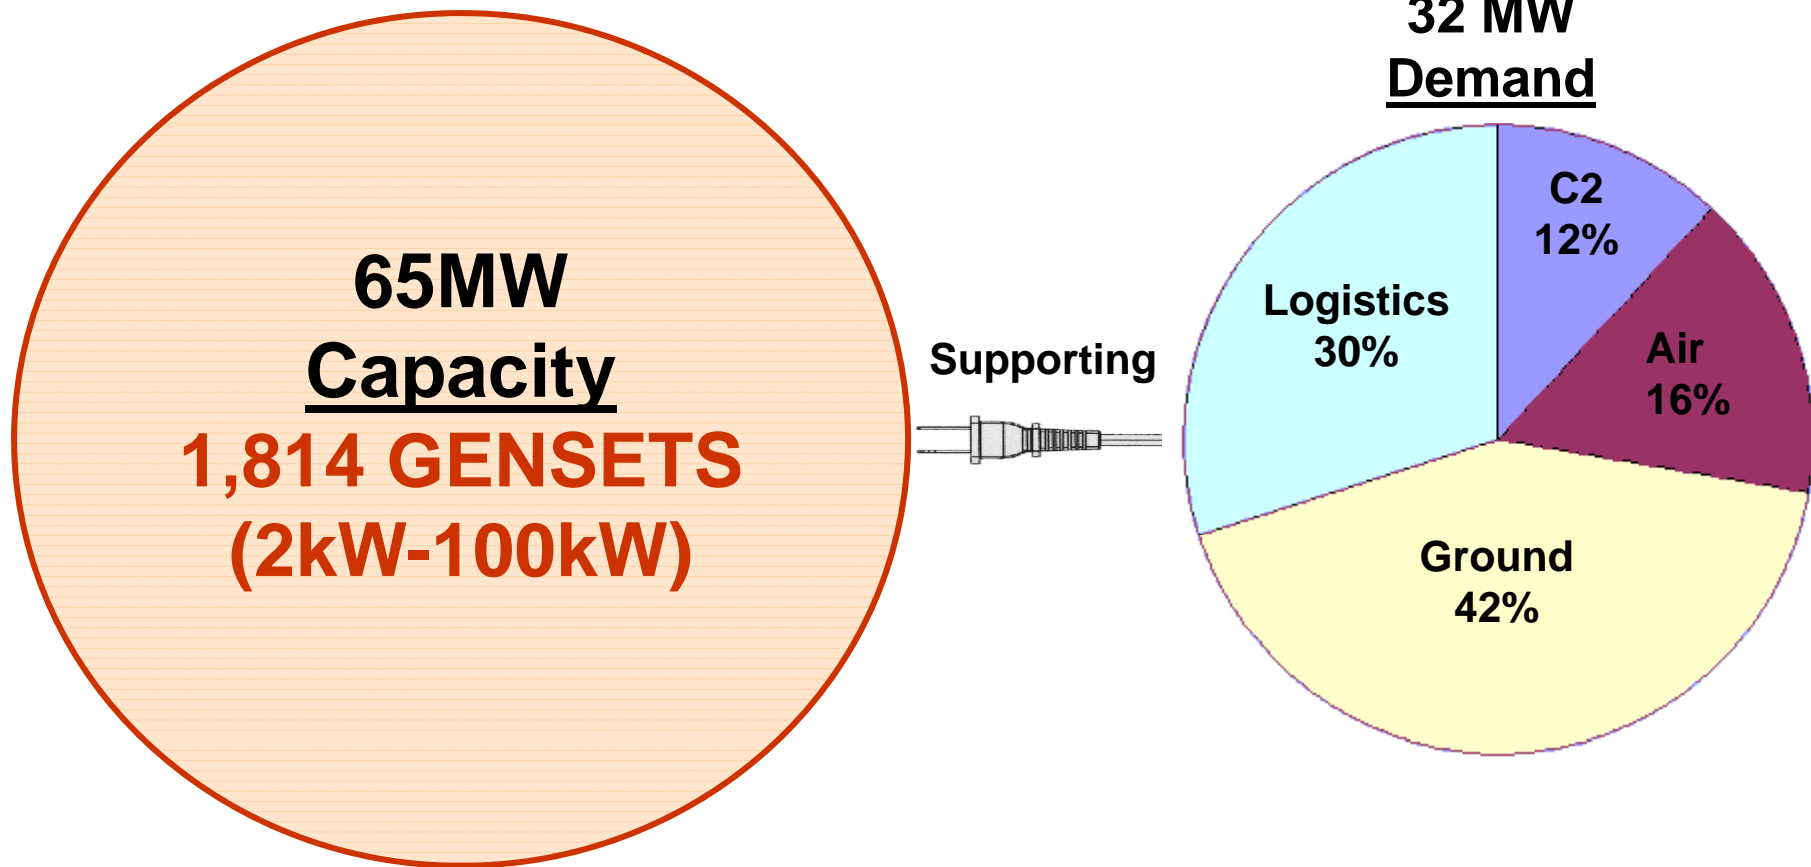 65MW
Capacity
1,814 GENSETS
(2kW-100kW)
Supporting
32 MW
Demand
C2
12%
Air
16%
Ground
42%
Logistics
30%